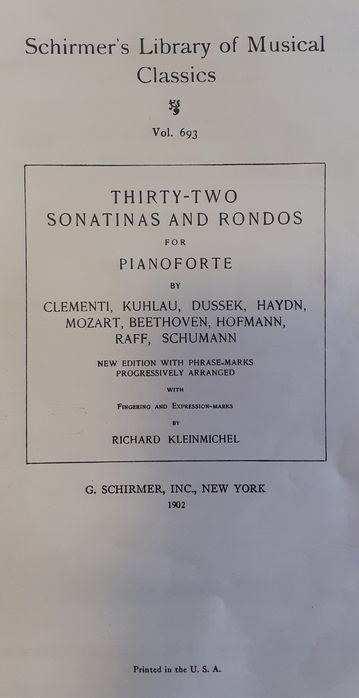 Schirmer's Library of Musical
Classics
Vol. 693
THIRTY-TWO
SONATINAS AND RONDOS
FOR
PIANOFORTE
BY
CLEMENTI, KUHLAU, DUSSEK, HAYDN,
MOZART, BEETHOVEN, HOFMANN,
RAFF, SCHUMANN
NEW EDITION WITH PHRASE-MARKS
PROGRESSIVELY ARRANGED
WITH
FINGERING AND EXPRESSION-MARKS
BY
RICHARD KLEINMICHEL
G. SCHIRMER, INC., NEW YORK
1902
Printed in the U. S. A.